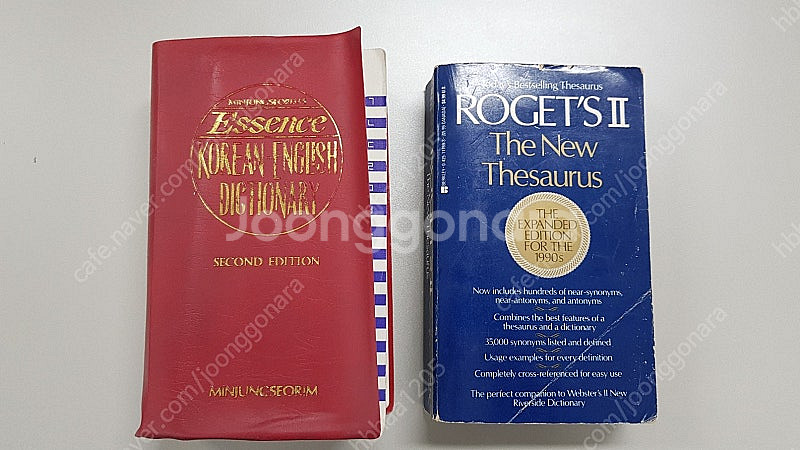 MINJUNGSEORIM'S
Essence
KOREAN ENGLISH
DICTIONARY
SECOND EDITION
MINJUNGSEORIM
Bestselling Thesaurus
ROGET'S II
The New
Thesaurus
THE
EXPANDED
EDITION
FOR THE
1990s
Now includes hundreds of near-synonyms,
near-antonyms, and antonyms
Combines the best features of a
thesaurus and a dictionary
35,000 synonyms listed and defined
Usage examples for every definition
Completely cross-referenced for easy use
The perfect companion to Webster's II New
Riverside Dictionary
Joonggonara
cafe.naver.com/joonggonara
hbbaa1205